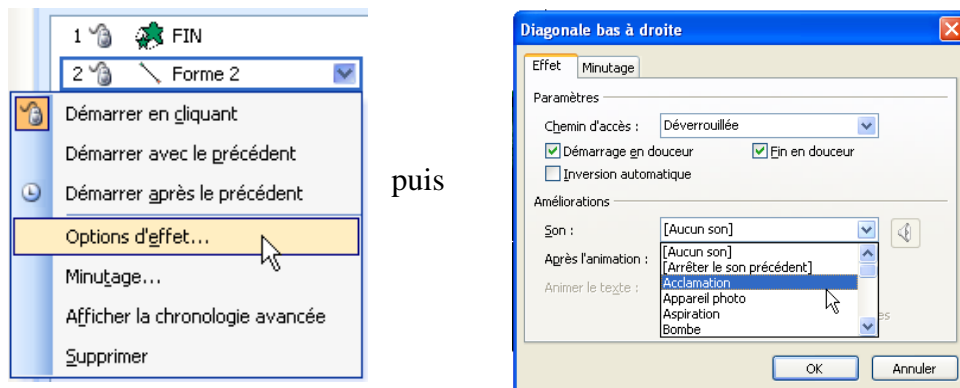 1 FIN
2 Forme 2
Démarrer en cliquant
Démarrer avec le précédent
Démarrer après le précédent
Options d'effet...
Minutage...
Afficher la chronologie avancée
Supprimer
puis
Diagonale bas à droite
Effet Minutage
Paramètres
Chemin d'accès : Déverrouillée
Démarrage en douceur Fin en douceur
Inversion automatique
Améliorations
Son : [Aucun son]
Après l'animation : [Aucun son]
[Arrêter le son précédent]
Animer le texte : Acclamation
Appareil photo
Aspiration
Bombe
OK Annuler